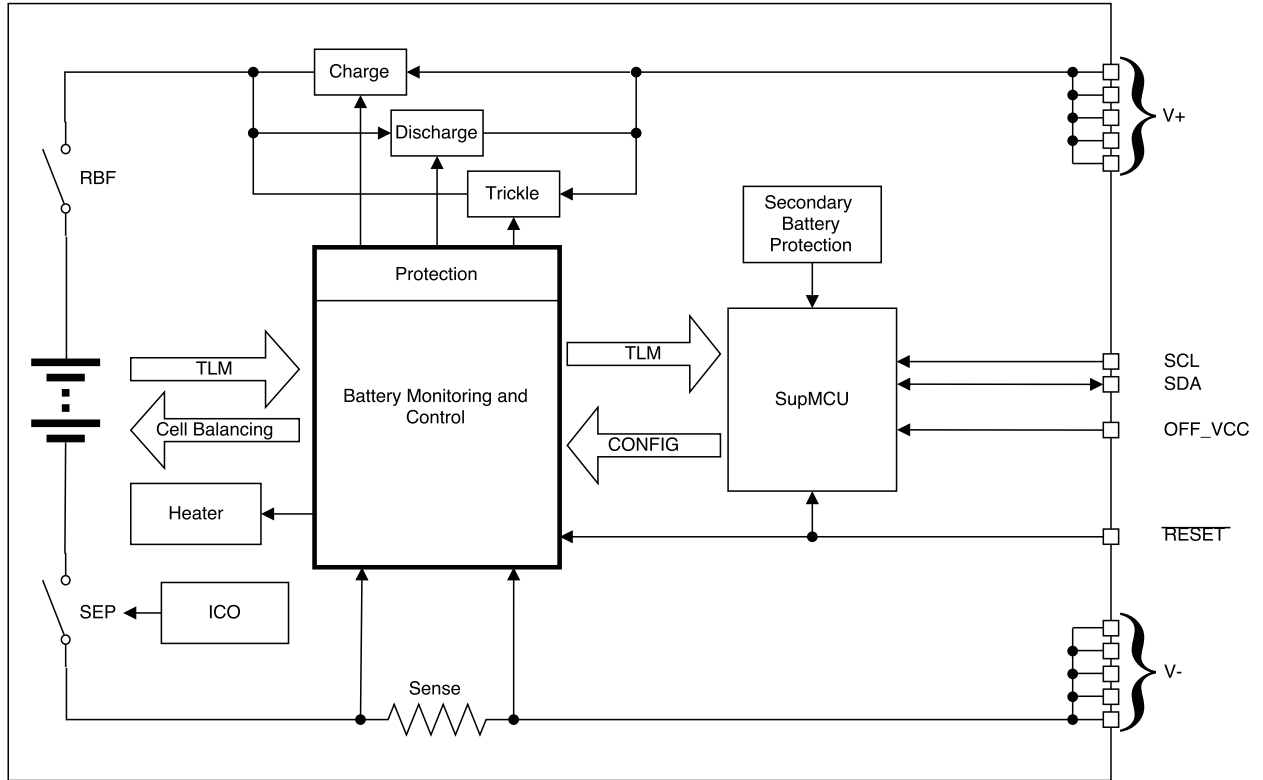 Charge
V+
Discharge
RBF
Trickle
Secondary
Battery
Protection
Protection
TLM
TLM
SCL
SDA
Battery Monitoring and
Control
SupMCU
Cell Balancing
CONFIG
OFF_VCC
Heater
RESET
SEP
ICO
V-
Sense